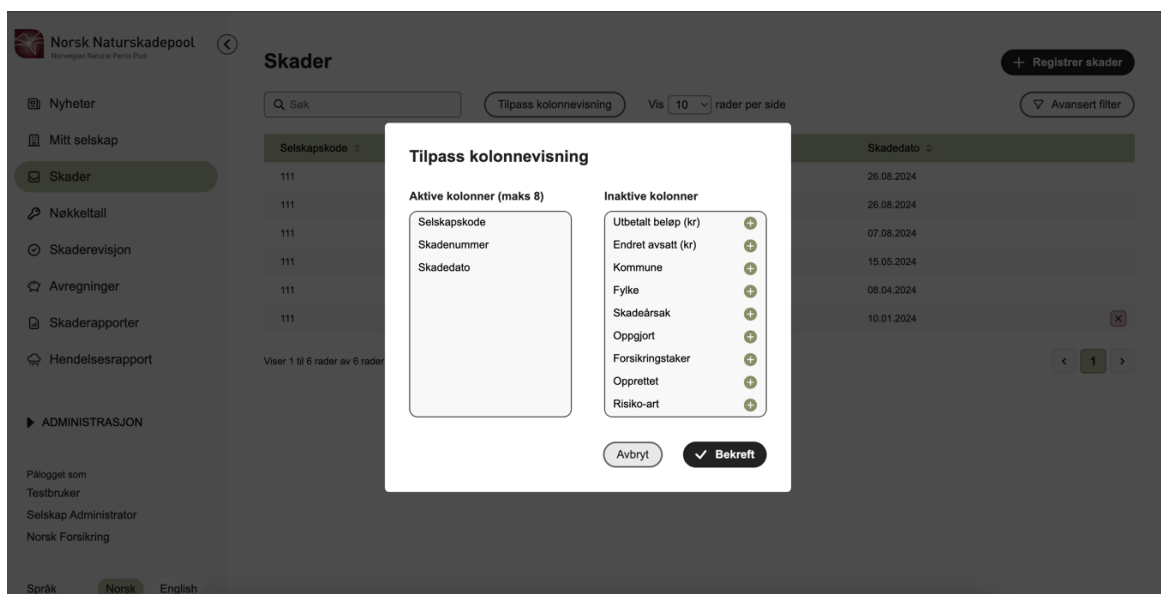 Norsk Naturskadepool
Norwegian Natural Perils Pool
Skader
Registrer skader
Søk
Tilpass kolonnevisning
Vis 10 rader per side
Avansert filter
Nyheter
Mitt selskap
Skader
Nøkkeltall
Skaderevisjon
Avregninger
Skaderapporter
Hendelsesrapport
ADMINISTRASJON
Pålogget som
Testbruker
Selskap Administrator
Norsk Forsikring
Språk Norsk English
Selskapskode Skadedato
111 26.08.2024
111 26.08.2024
111 07.08.2024
111 15.05.2024
111 08.04.2024
111 10.01.2024
Viser 1 til 6 rader av 6 rader
1
Tilpass kolonnevisning
Aktive kolonner (maks 8)
Selskapskode
Skadenummer
Skadedato
Inaktive kolonner
Utbetalt beløp (kr)
Endret avsatt (kr)
Kommune
Fylke
Skadeårsak
Oppgjort
Forsikringstaker
Opprettet
Risiko-art
Avbryt
Bekreft